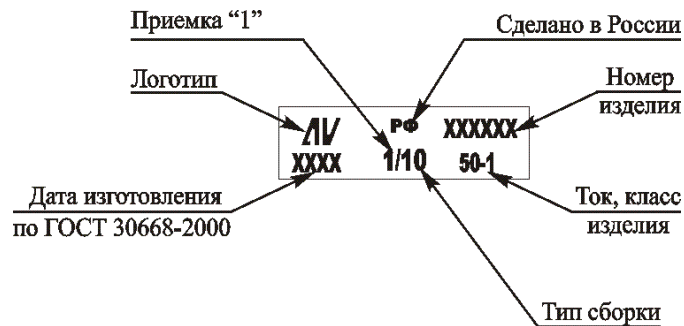 Приемка “1”
Сделано в России
Логотип
Номер
изделия
РФ XXXXXX
XXXX 1/10 50-1
Дата изготовления
по ГОСТ 30668-2000
Ток, класс
изделия
Тип сборки